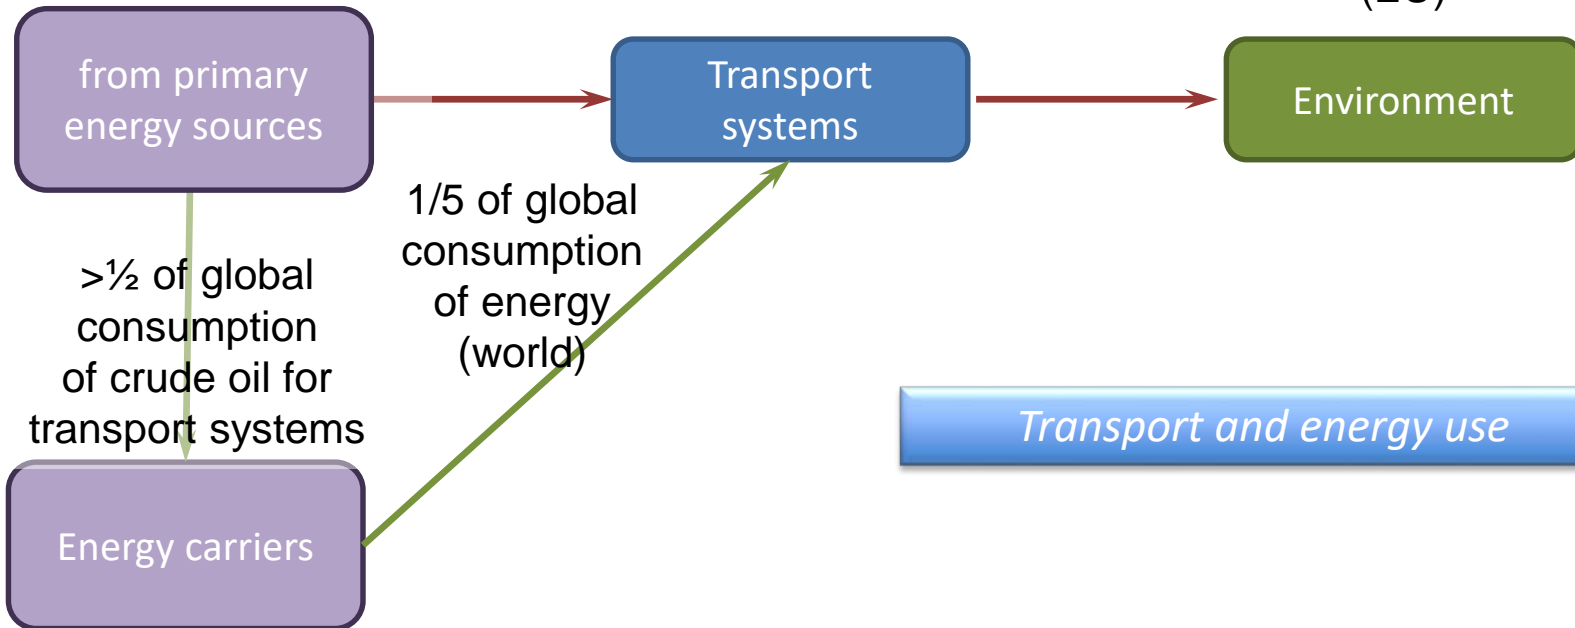 from primary
energy sources
Transport
systems
Environment
1/5 of global
consumption
of energy
(world)
>½ of global
consumption
of crude oil for
transport systems
Transport and energy use
Energy carriers